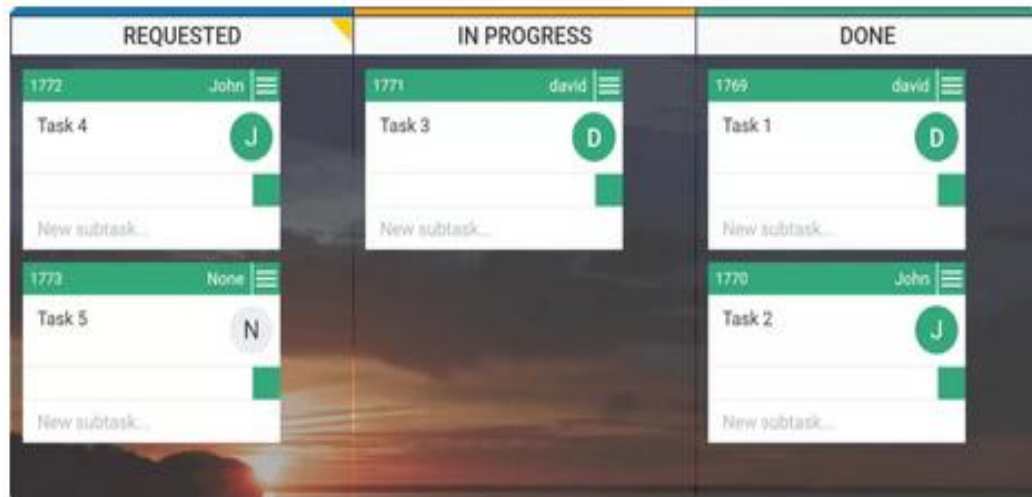 REQUESTED
IN PROGRESS
DONE
1772 John
Task 4
J
New subtask...
1773 None
Task 5
N
New subtask...
1771 david
Task 3
D
New subtask...
1769 david
Task 1
D
New subtask...
1770 John
Task 2
J
New subtask...